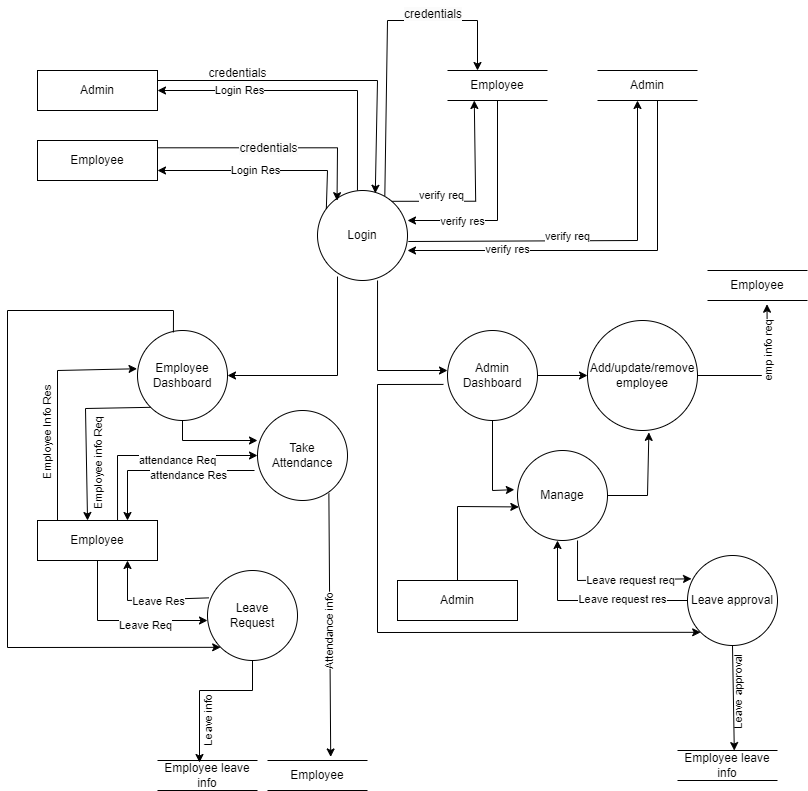 credentials
credentials
Login Res
Admin
Employee
Admin
credentials
Login Res
Employee
verify req
verify res
verify req
verify res
Login
Employee
emp info req
Employee
Dashboard
Admin
Dashboard
Add/update/remove
employee
Employee Info Res
Employee info Req
Take
Attendance
attendance Req
attendance Res
Manage
Employee
Admin
Leave request req
Leave request res
Leave approval
Leave Res
Leave Req
Leave
Request
Attendance info
Leave info
Leave approval
Employee leave
info
Employee
Employee leave
info